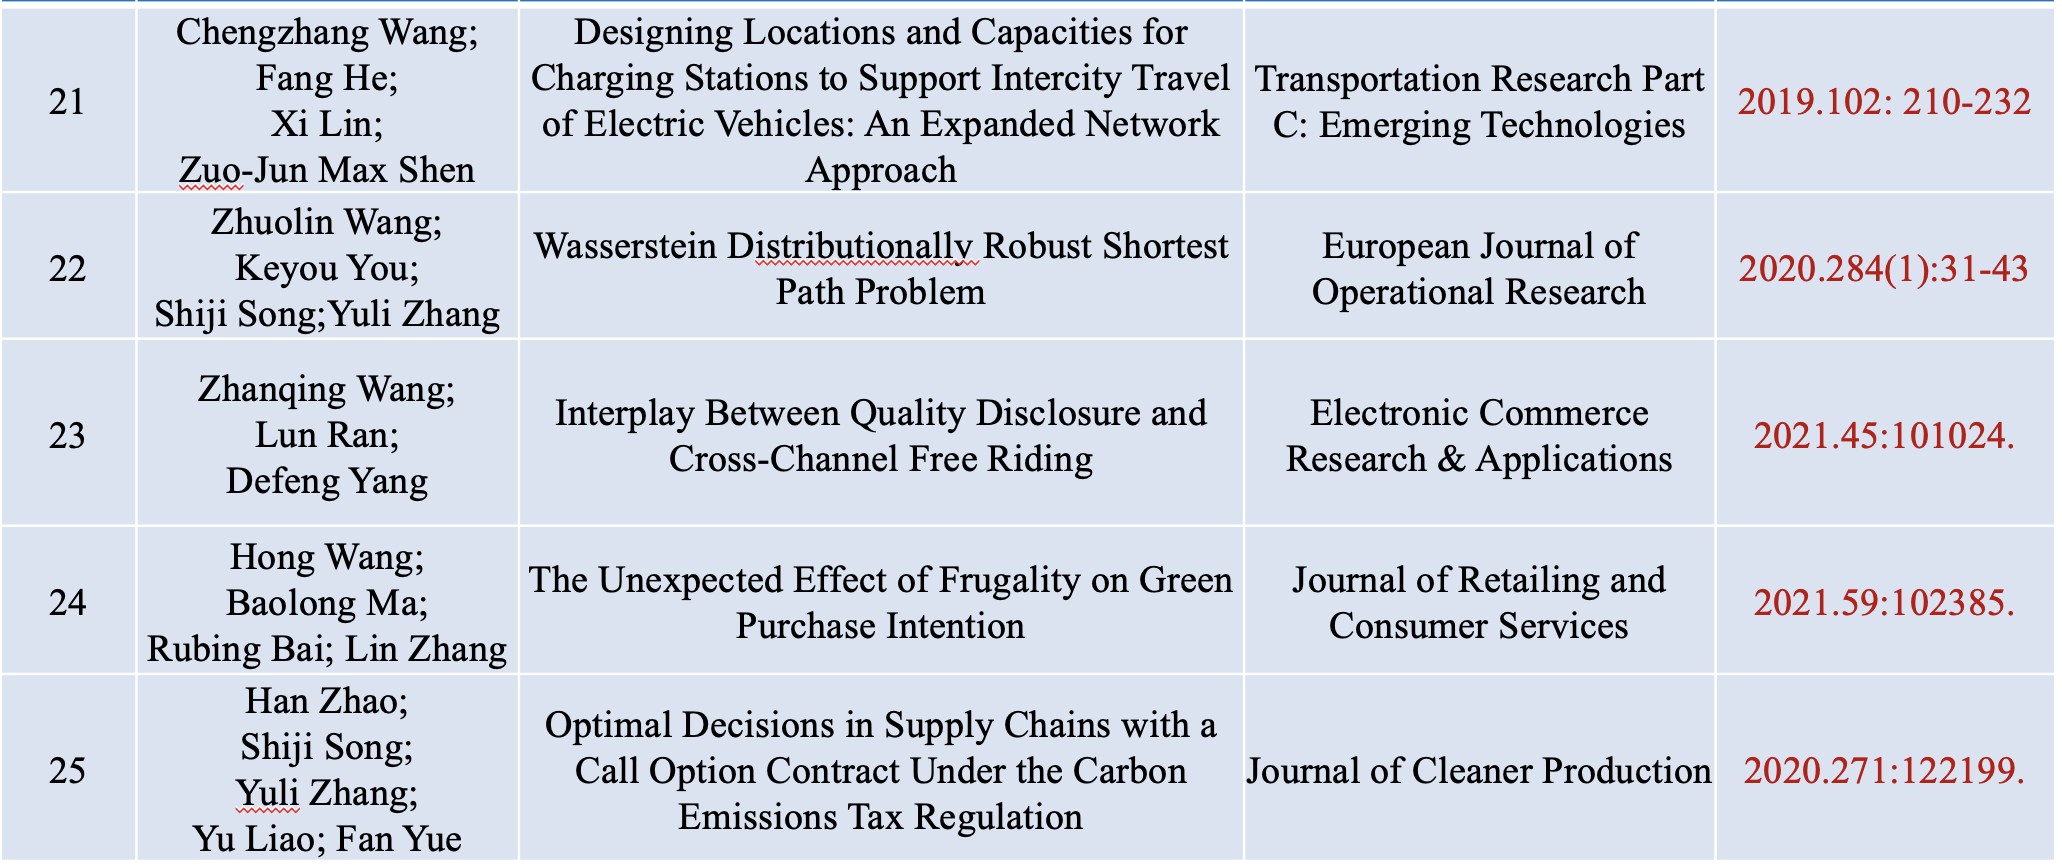 21
Chengzhang Wang;
Fang He;
Xi Lin;
Zuo-Jun Max Shen
Designing Locations and Capacities for
Charging Stations to Support Intercity Travel
of Electric Vehicles: An Expanded Network
Approach
Transportation Research Part
C: Emerging Technologies
2019.102: 210-232
22
Zhuolin Wang;
Keyou You;
Shiji Song;Yuli Zhang
Wasserstein Distributionally Robust Shortest
Path Problem
European Journal of
Operational Research
2020.284(1):31-43
23
Zhanqing Wang;
Lun Ran;
Defeng Yang
Interplay Between Quality Disclosure and
Cross-Channel Free Riding
Electronic Commerce
Research & Applications
2021.45:101024.
24
Hong Wang;
Baolong Ma;
Rubing Bai; Lin Zhang
The Unexpected Effect of Frugality on Green
Purchase Intention
Journal of Retailing and
Consumer Services
2021.59:102385.
25
Han Zhao;
Shiji Song;
Yuli Zhang;
Yu Liao; Fan Yue
Optimal Decisions in Supply Chains with a
Call Option Contract Under the Carbon
Emissions Tax Regulation
Journal of Cleaner Production
2020.271:122199.